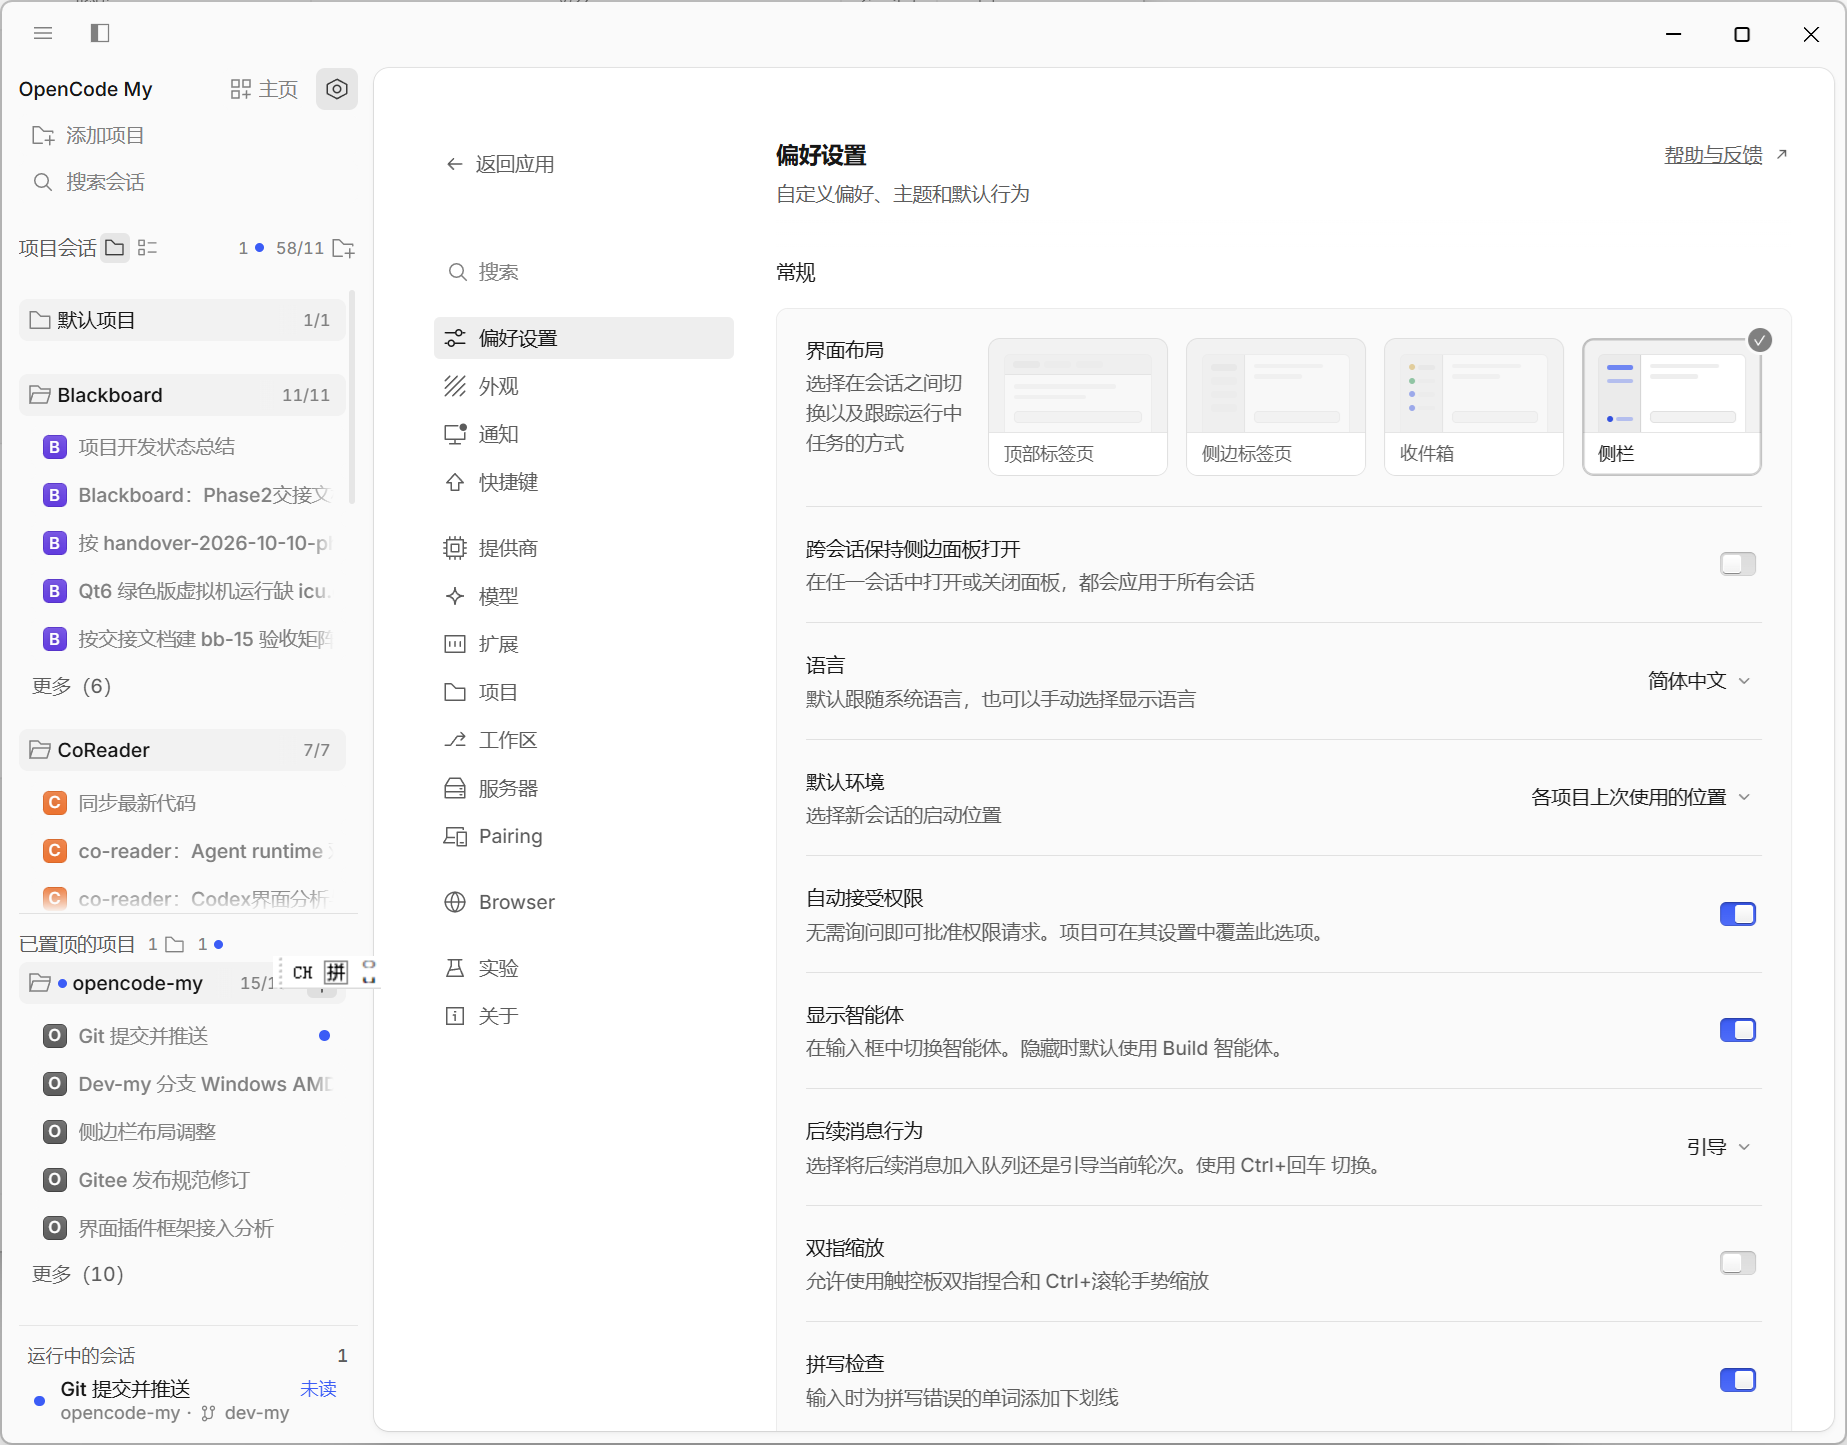 OpenCode My
主页
添加项目
搜索会话
项目会话
1
58/11
默认项目
1/1
Blackboard
11/11
B
项目开发状态总结
B
Blackboard：Phase2交接文
B
按 handover-2026-10-10-p
B
Qt6 绿色版虚拟机运行缺 icu.
B
按交接文档建 bb-15 验收矩阵
更多 (6)
CoReader
7/7
C
同步最新代码
C
co-reader：Agent runtime
C
co-reader：Codex界面分析
已置顶的项目
1
1
opencode-my
15/1
CH 拼
O
Git 提交并推送
O
Dev-my 分支 Windows AMD
O
侧边栏布局调整
O
Gitee 发布规范修订
O
界面插件框架接入分析
更多 (10)
运行中的会话
1
Git 提交并推送
未读
opencode-my · dev-my
返回应用
搜索
偏好设置
外观
通知
快捷键
提供商
模型
扩展
项目
工作区
服务器
Pairing
Browser
实验
关于
偏好设置
自定义偏好、主题和默认行为
帮助与反馈
常规
界面布局
选择在会话之间切
换以及跟踪运行中
任务的方式
顶部标签页
侧边标签页
收件箱
侧栏
跨会话保持侧边面板打开
在任一会话中打开或关闭面板，都会应用于所有会话
语言
默认跟随系统语言，也可以手动选择显示语言
简体中文
默认环境
选择新会话的启动位置
各项目上次使用的位置
自动接受权限
无需询问即可批准权限请求。项目可在其设置中覆盖此选项。
显示智能体
在输入框中切换智能体。隐藏时默认使用 Build 智能体。
后续消息行为
选择将后续消息加入队列还是引导当前轮次。使用 Ctrl+回车 切换。
引导
双指缩放
允许使用触控板双指捏合和 Ctrl+滚轮手势缩放
拼写检查
输入时为拼写错误的单词添加下划线